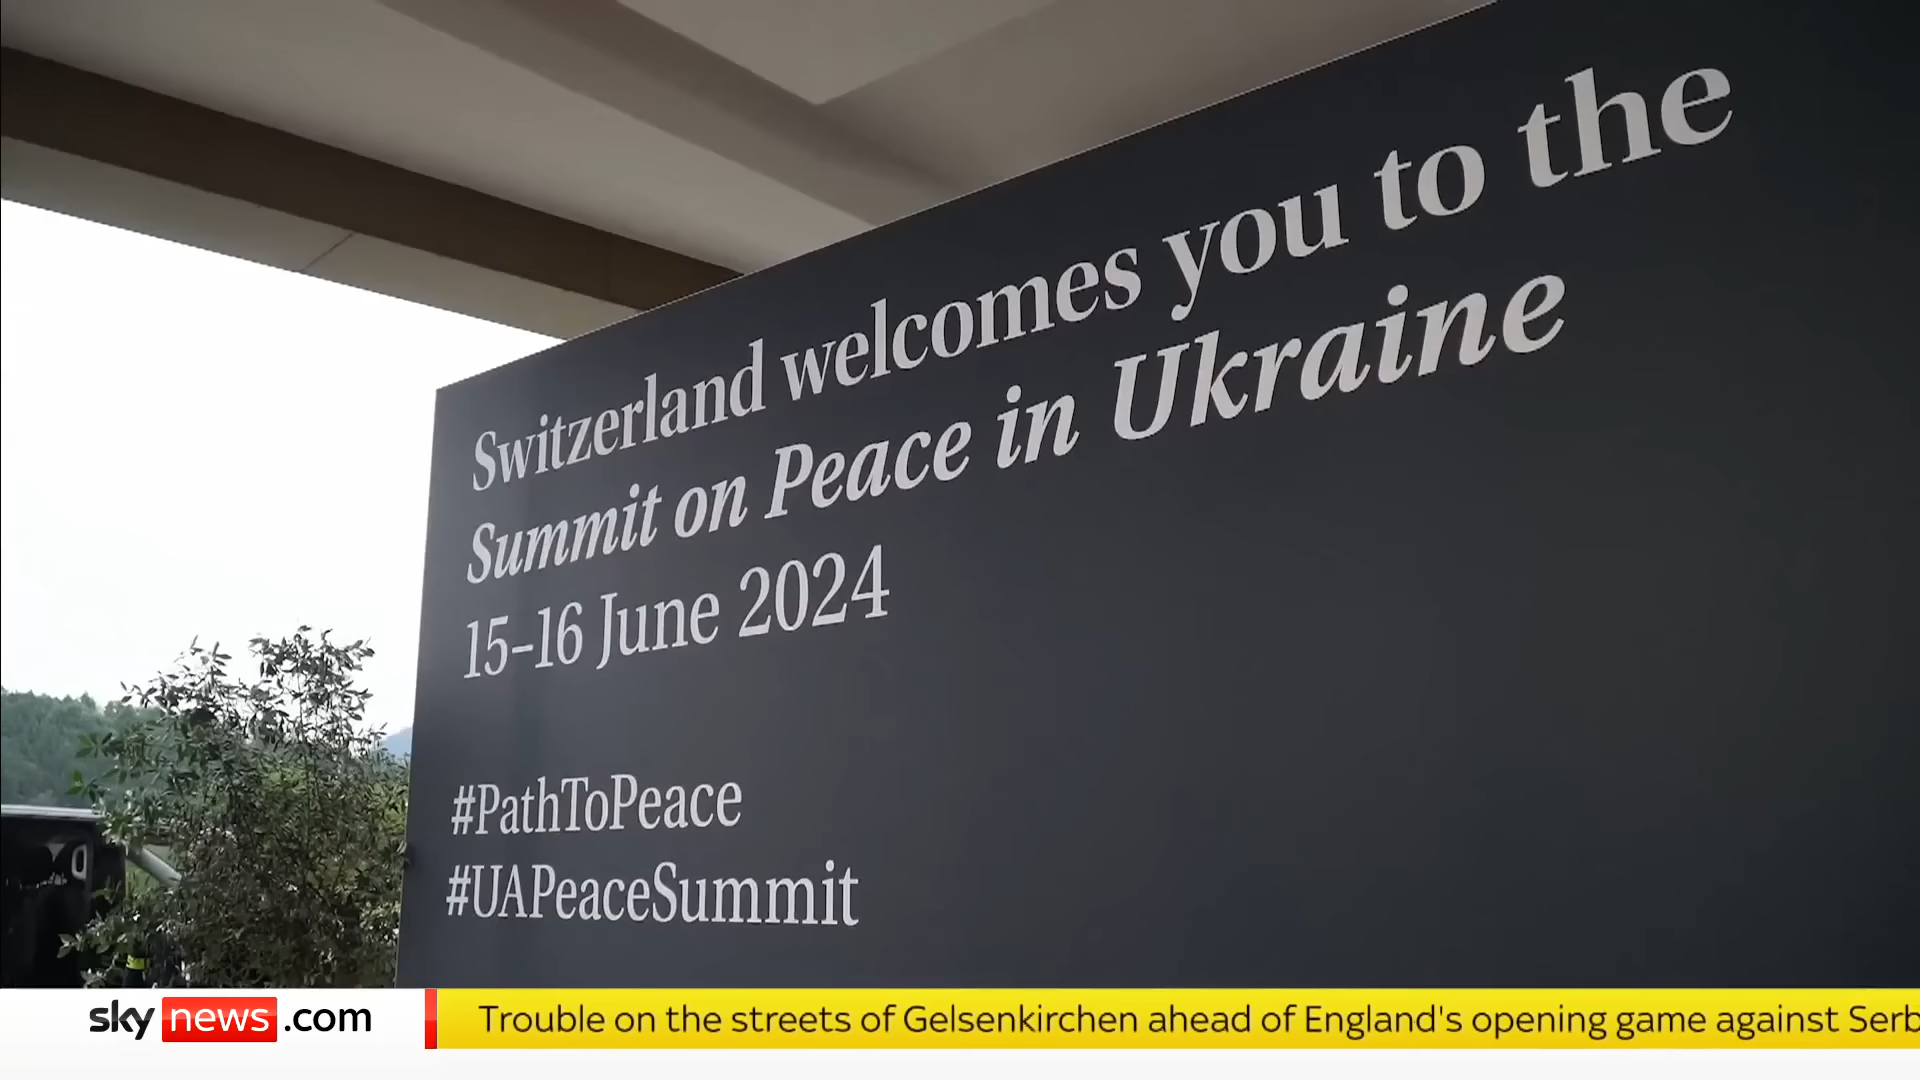 Switzerland welcomes you to the
Summit on Peace in Ukraine
15–16 June 2024
#PathToPeace
#UAPeaceSummit
sky news .com
Trouble on the streets of Gelsenkirchen ahead of England's opening game against Serb